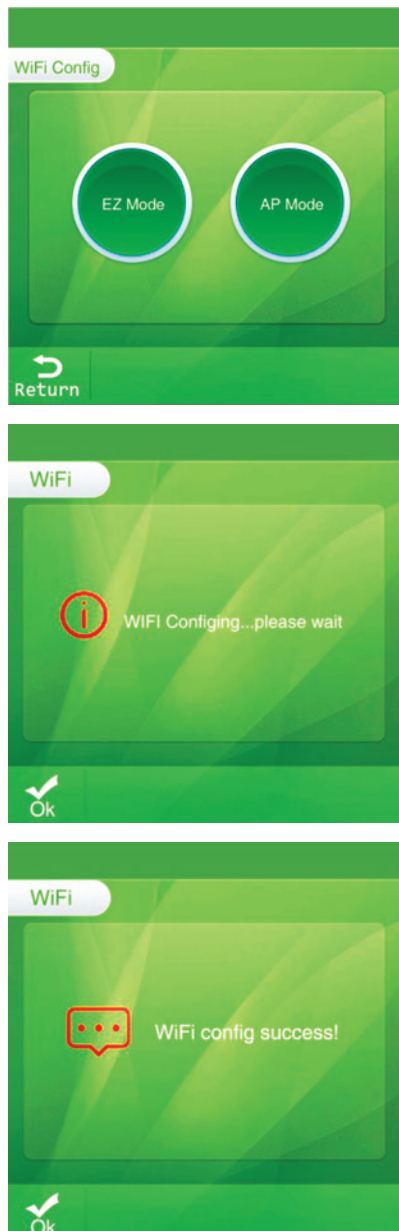 WiFi Config
EZ Mode
AP Mode
Return
WiFi
WIFI Configing...please wait
Ok
WiFi
WiFi config success!
Ok